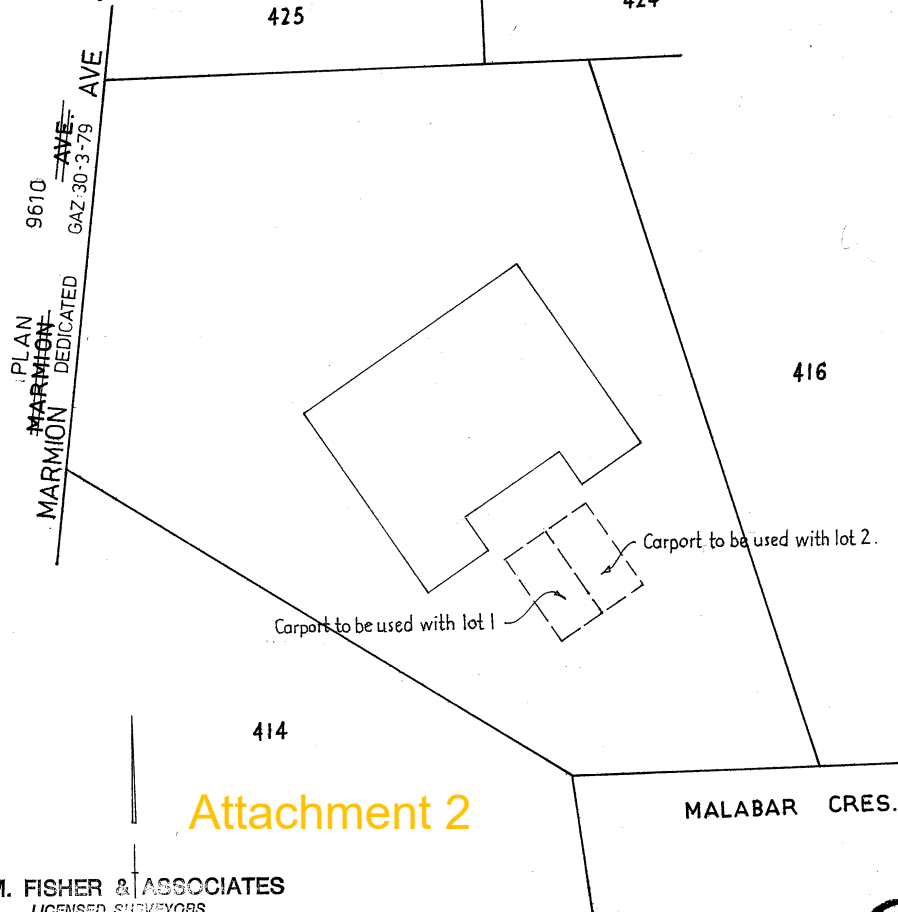 425
424
AVE
AVE.
GAZ 30-3-79
9610
PLAN
MARMION
DEDICATED
MARMION
416
Carport to be used with lot 2.
Carport to be used with lot 1
414
Attachment 2
MALABAR CRES.
M. FISHER & ASSOCIATES
LICENSED SURVEYORS